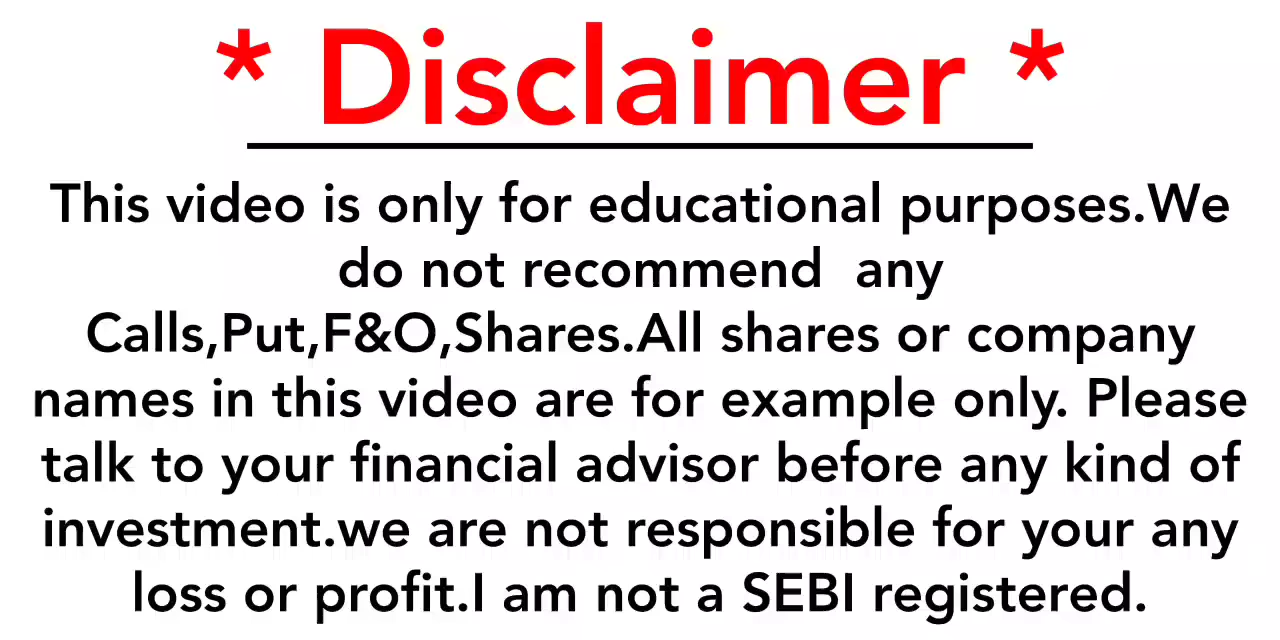 * Disclaimer *
This video is only for educational purposes.We
do not recommend  any
Calls,Put,F&O,Shares.All shares or company
names in this video are for example only. Please
talk to your financial advisor before any kind of
investment.we are not responsible for your any
loss or profit.I am not a SEBI registered.